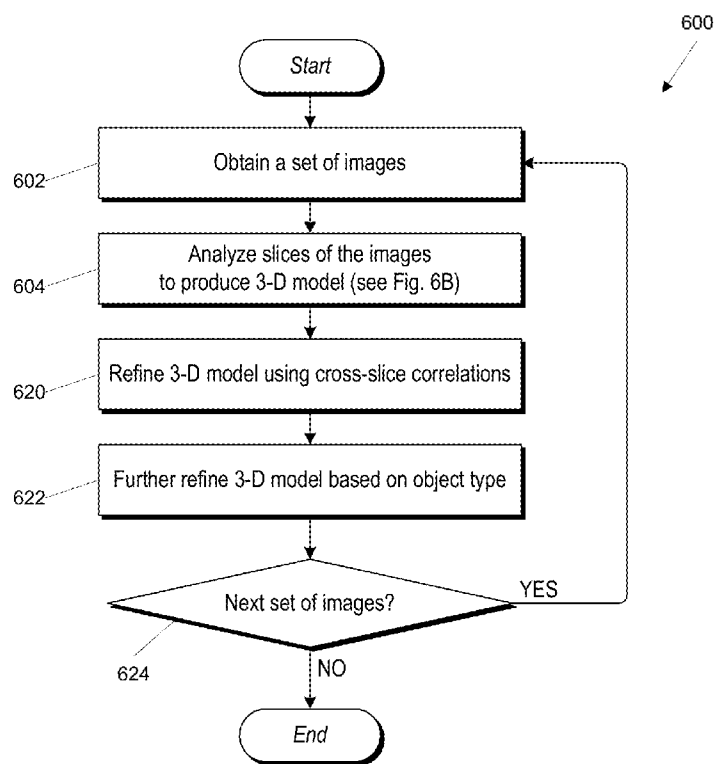 600
Start
602
Obtain a set of images
604
Analyze slices of the images
to produce 3-D model (see Fig. 6B)
620
Refine 3-D model using cross-slice correlations
622
Further refine 3-D model based on object type
Next set of images?
YES
624
NO
End